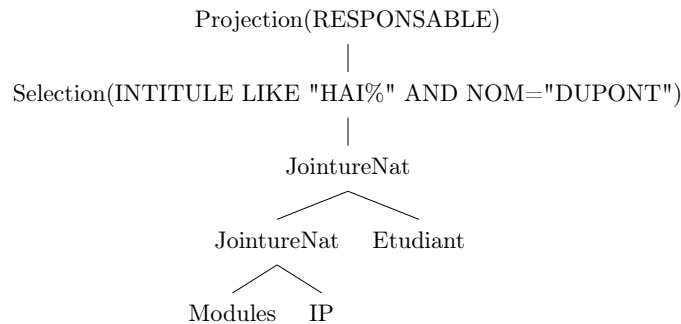 Projection(RESPONSABLE)
Selection(INTITULE LIKE "HAI%" AND NOM="DUPONT")
JointureNat
JointureNat Etudiant
Modules IP